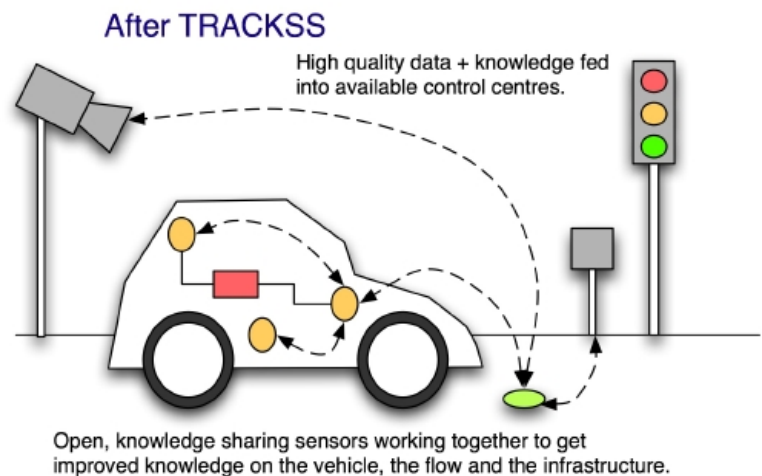 After TRACKSS
High quality data + knowledge fed
into available control centres.
Open, knowledge sharing sensors working together to get
improved knowledge on the vehicle, the flow and the infrastructure.